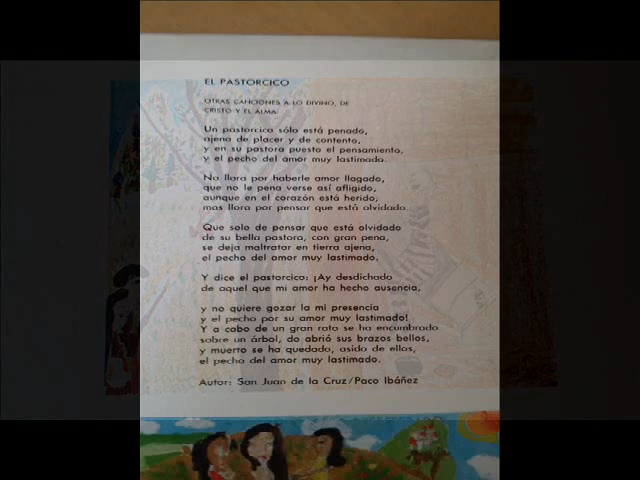 EL PASTORCICO
OTRAS CANCIONES A LO DIVINO, DE
CRISTO Y EL ALMA:
Un pastorcico sólo está penado,
ajeno de placer y de contento,
y en su pastora puesto el pensamiento,
y el pecho del amor muy lastimado.
No llora por haberle amor llagado,
que no le pena verse así afligido,
aunque en el corazón está herido,
mas llora por pensar que está olvidado.
Que solo de pensar que está olvidado
de su bella pastora, con gran pena,
se deja maltratar en tierra ajena,
el pecho del amor muy lastimado.
Y dice el pastorcico: ¡Ay desdichado
de aquel que mi amor ha hecho ausencia,
y no quiere gozar la mi presencia
y el pecho por su amor muy lastimado!
Y a cabo de un gran rato se ha encumbrado
sobre un árbol, do abrió sus brazos bellos,
y muerto se ha quedado, asido de ellos,
el pecho del amor muy lastimado.
Autor: San Juan de la Cruz/Paco Ibáñez